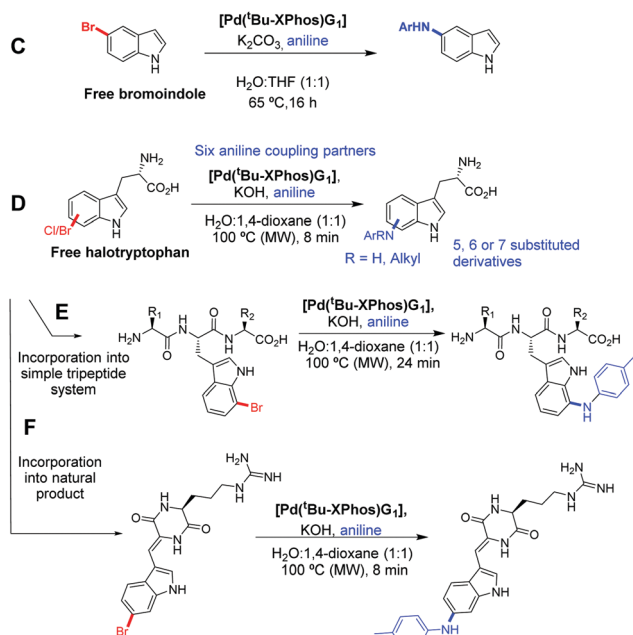 C
Br
N
H
Free bromoindole
[Pd(ᵗBu-XPhos)G₁]
K₂CO₃, aniline
H₂O:THF (1:1)
65 ºC,16 h
ArHN
N
H
D
NH₂
CO₂H
Cl/Br
N
H
Free halotryptophan
Six aniline coupling partners
[Pd(ᵗBu-XPhos)G₁],
KOH, aniline
H₂O:1,4-dioxane (1:1)
100 ºC (MW), 8 min
NH₂
CO₂H
ArRN
N
H
R = H, Alkyl
5, 6 or 7 substituted
derivatives
E
Incorporation into
simple tripeptide
system
R₁
H₂N
O
H
N
O
N
H
R₂
CO₂H
NH
Br
[Pd(ᵗBu-XPhos)G₁],
KOH, aniline
H₂O:1,4-dioxane (1:1)
100 ºC (MW), 24 min
R₁
H₂N
O
H
N
O
N
H
R₂
CO₂H
NH
N
H
F
Incorporation
into natural
product
H₂N
NH
N
H
HN
O
O
NH
NH
Br
[Pd(ᵗBu-XPhos)G₁],
KOH, aniline
H₂O:1,4-dioxane (1:1)
100 ºC (MW), 8 min
H₂N
NH
N
H
HN
O
O
NH
NH
N
H